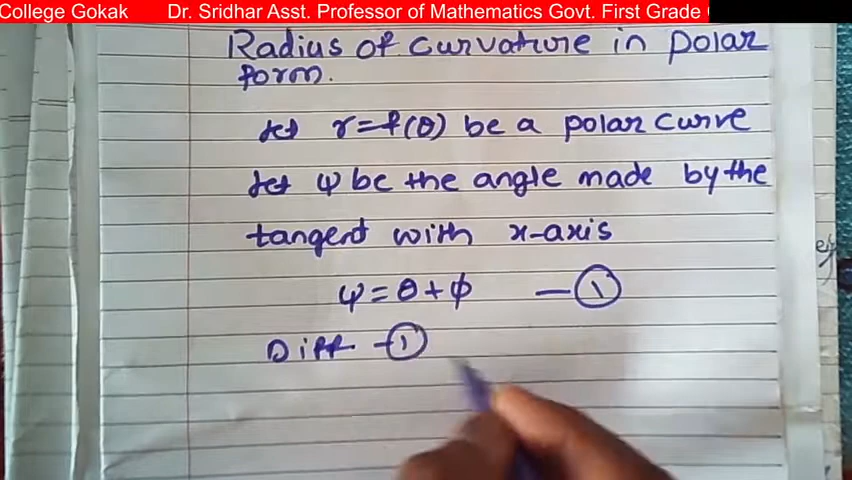 College Gokak Dr. Sridhar Asst. Professor of Mathematics Govt. First Grade
Radius of curvature in polar
form.
let r=f(θ) be a polar curve
let ψ be the angle made by the
tangent with x-axis
ψ = θ + ϕ — ①
Diff - ①